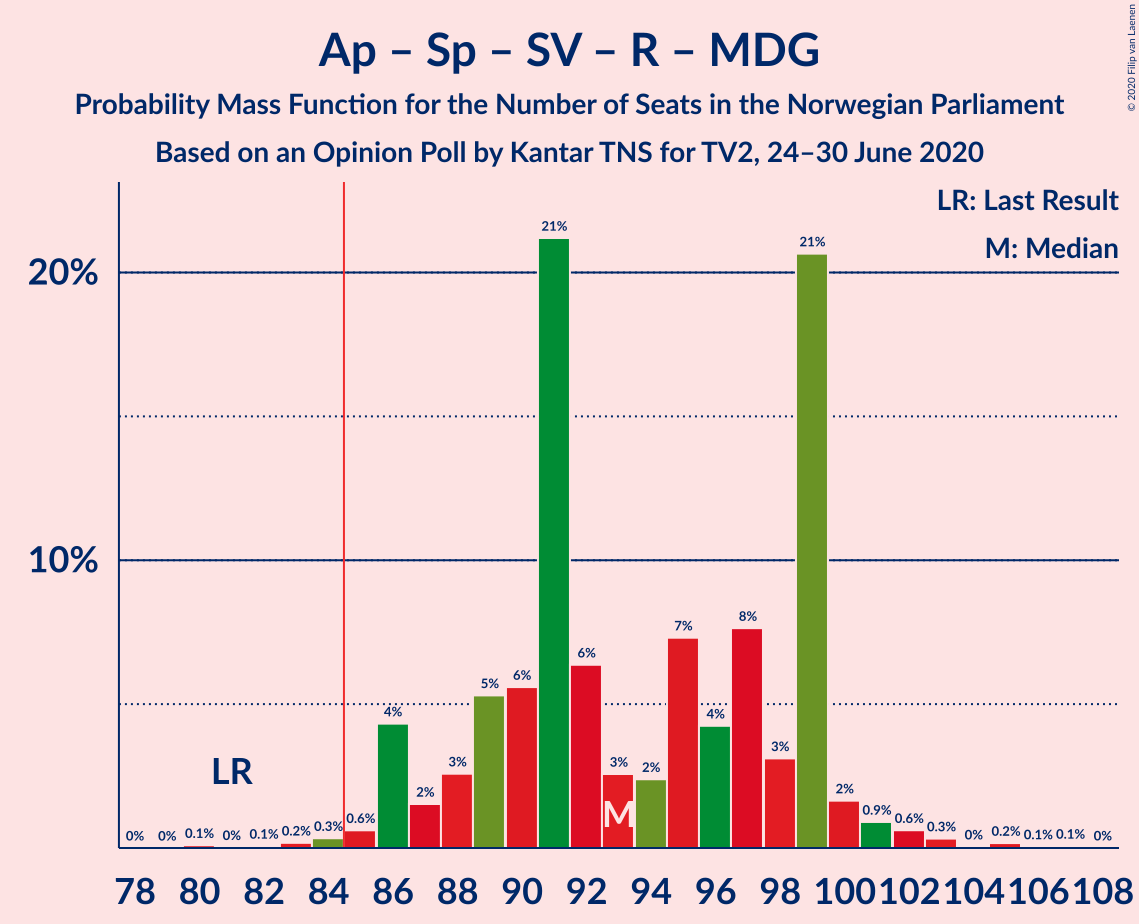 Ap – Sp – SV – R – MDG
Probability Mass Function for the Number of Seats in the Norwegian Parliament
Based on an Opinion Poll by Kantar TNS for TV2, 24–30 June 2020
© 2020 Filip van Laenen
LR: Last Result
M: Median
20%
10%
LR
M
0% 0% 0.1% 0% 0.1% 0.2% 0.3% 0.6% 4% 2% 3% 5% 6% 21% 6% 3% 2% 7% 4% 8% 3% 21% 2% 0.9% 0.6% 0.3% 0% 0.2% 0.1% 0.1% 0%
78 80 82 84 86 88 90 92 94 96 98 100 102 104 106 108